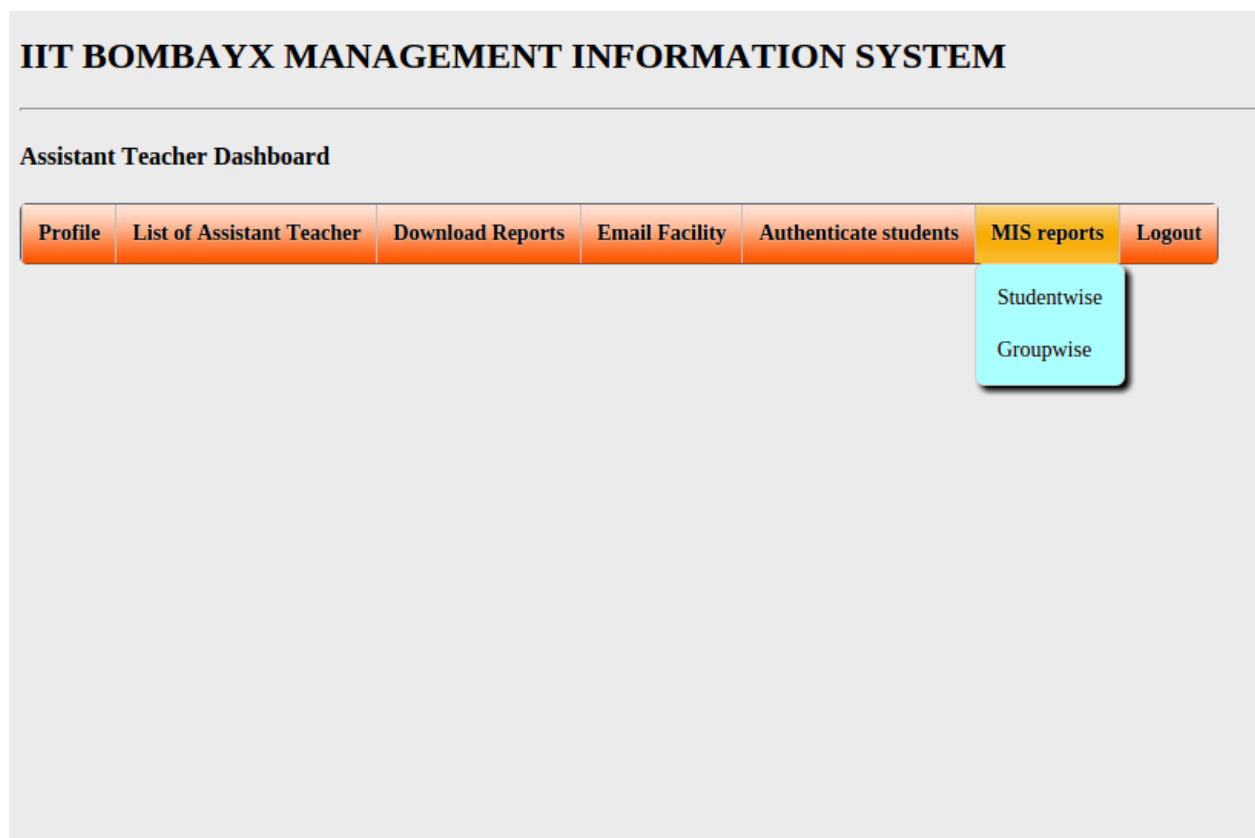 IIT BOMBAYX MANAGEMENT INFORMATION SYSTEM
Assistant Teacher Dashboard
Profile List of Assistant Teacher Download Reports Email Facility Authenticate students MIS reports Logout
Studentwise
Groupwise